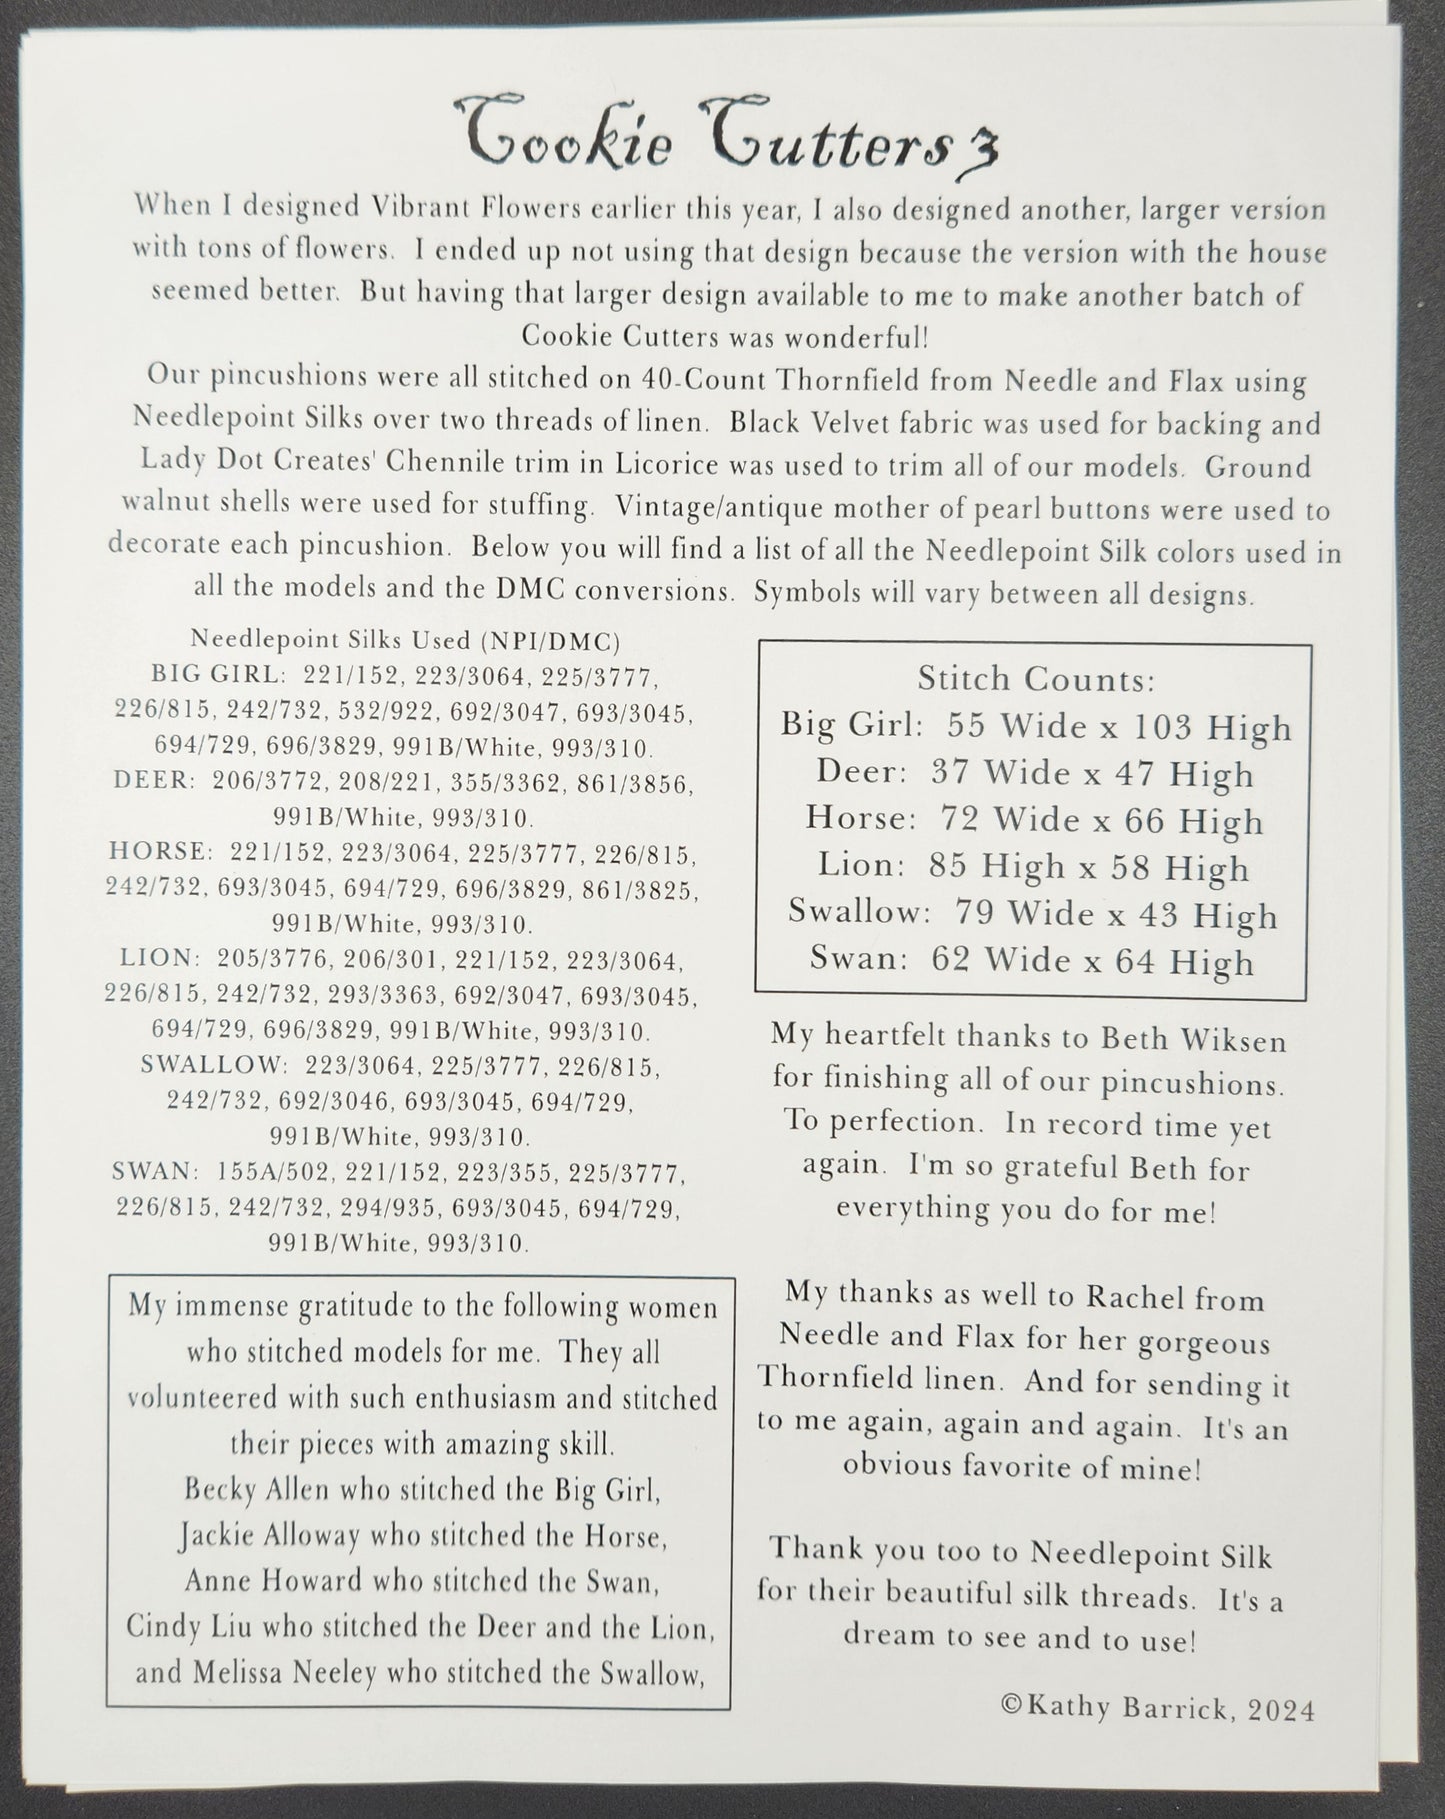 Cookie Cutters 3
When I designed Vibrant Flowers earlier this year, I also designed another, larger version
with tons of flowers.  I ended up not using that design because the version with the house
seemed better.  But having that larger design available to me to make another batch of
Cookie Cutters was wonderful!
Our pincushions were all stitched on 40-Count Thornfield from Needle and Flax using
Needlepoint Silks over two threads of linen.  Black Velvet fabric was used for backing and
Lady Dot Creates' Chennile trim in Licorice was used to trim all of our models.  Ground
walnut shells were used for stuffing.  Vintage/antique mother of pearl buttons were used to
decorate each pincushion.  Below you will find a list of all the Needlepoint Silk colors used in
all the models and the DMC conversions.  Symbols will vary between all designs.
Needlepoint Silks Used (NPI/DMC)
BIG GIRL:  221/152, 223/3064, 225/3777,
226/815, 242/732, 532/922, 692/3047, 693/3045,
694/729, 696/3829, 991B/White, 993/310.
DEER:  206/3772, 208/221, 355/3362, 861/3856,
991B/White, 993/310.
HORSE:  221/152, 223/3064, 225/3777, 226/815,
242/732, 693/3045, 694/729, 696/3829, 861/3825,
991B/White, 993/310.
LION:  205/3776, 206/301, 221/152, 223/3064,
226/815, 242/732, 293/3363, 692/3047, 693/3045,
694/729, 696/3829, 991B/White, 993/310.
SWALLOW:  223/3064, 225/3777, 226/815,
242/732, 692/3046, 693/3045, 694/729,
991B/White, 993/310.
SWAN:  155A/502, 221/152, 223/355, 225/3777,
226/815, 242/732, 294/935, 693/3045, 694/729,
991B/White, 993/310.
My immense gratitude to the following women
who stitched models for me.  They all
volunteered with such enthusiasm and stitched
their pieces with amazing skill.
Becky Allen who stitched the Big Girl,
Jackie Alloway who stitched the Horse,
Anne Howard who stitched the Swan,
Cindy Liu who stitched the Deer and the Lion,
and Melissa Neeley who stitched the Swallow,
Stitch Counts:
Big Girl:  55 Wide x 103 High
Deer:  37 Wide x 47 High
Horse:  72 Wide x 66 High
Lion:  85 High x 58 High
Swallow:  79 Wide x 43 High
Swan:  62 Wide x 64 High
My heartfelt thanks to Beth Wiksen
for finishing all of our pincushions.
To perfection.  In record time yet
again.  I'm so grateful Beth for
everything you do for me!
My thanks as well to Rachel from
Needle and Flax for her gorgeous
Thornfield linen.  And for sending it
to me again, again and again.  It's an
obvious favorite of mine!
Thank you too to Needlepoint Silk
for their beautiful silk threads.  It's a
dream to see and to use!
©Kathy Barrick, 2024